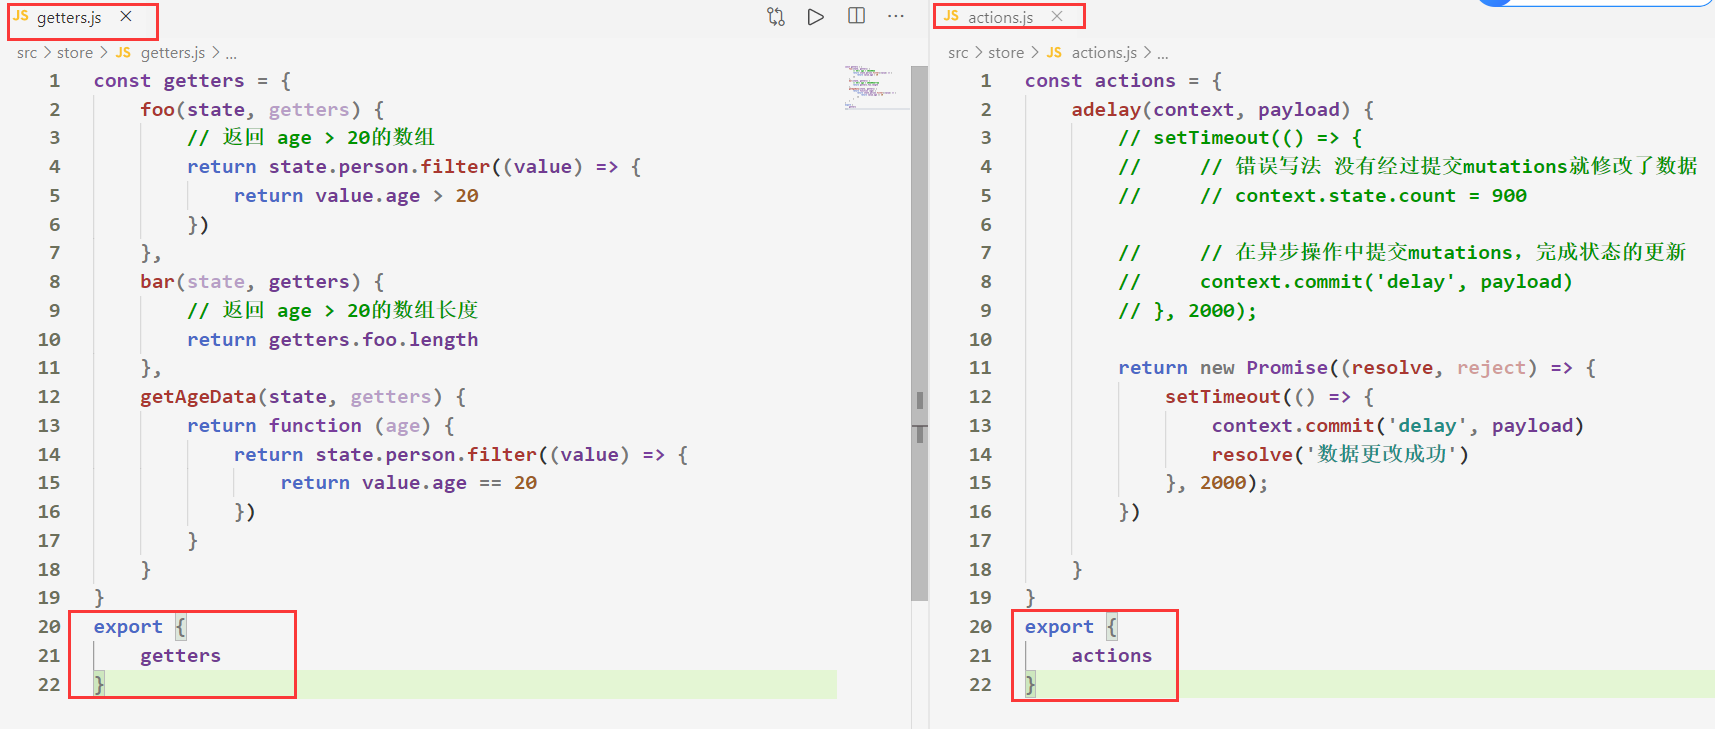 JS getters.js ×
src > store > JS getters.js > ...
1 const getters = {
2 foo(state, getters) {
3 // 返回 age > 20的数组
4 return state.person.filter((value) => {
5 return value.age > 20
6 })
7 },
8 bar(state, getters) {
9 // 返回 age > 20的数组长度
10 return getters.foo.length
11 },
12 getAgeData(state, getters) {
13 return function (age) {
14 return state.person.filter((value) => {
15 return value.age == 20
16 })
17 }
18 }
19 }
20 export {
21 getters
22 }
JS actions.js ×
src > store > JS actions.js > ...
1 const actions = {
2 adelay(context, payload) {
3 // setTimeout(() => {
4 // // 错误写法 没有经过提交mutations就修改了数据
5 // // context.state.count = 900
6
7 // // 在异步操作中提交mutations，完成状态的更新
8 // context.commit('delay', payload)
9 // }, 2000);
10
11 return new Promise((resolve, reject) => {
12 setTimeout(() => {
13 context.commit('delay', payload)
14 resolve('数据更改成功')
15 }, 2000);
16 })
17
18 }
19 }
20 export {
21 actions
22 }